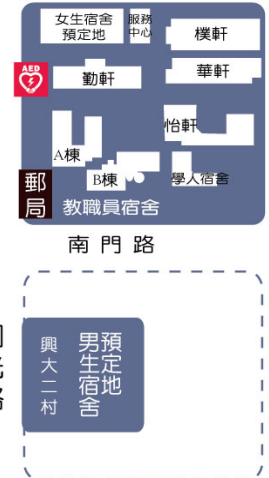 女生宿舍
預定地
服務
中心
樸軒
AED
勤軒
華軒
怡軒
A棟
B棟
學人宿舍
郵局
教職員宿舍
南門路
興大二村
男生宿舍
預定地
路